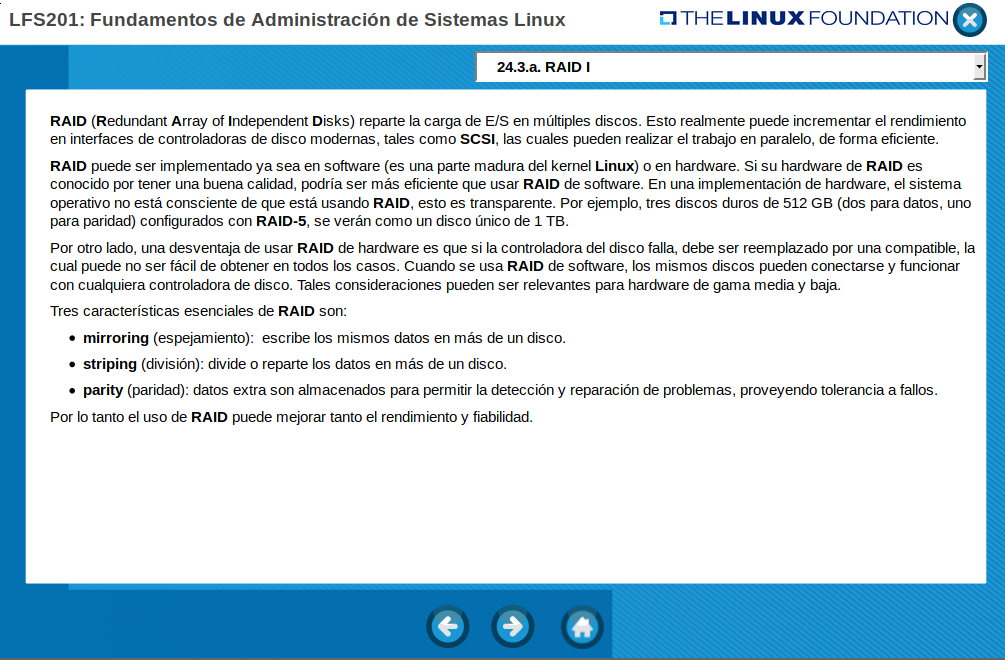 LFS201: Fundamentos de Administración de Sistemas Linux
THE LINUX FOUNDATION
24.3.a. RAID I
RAID (Redundant Array of Independent Disks) reparte la carga de E/S en múltiples discos. Esto realmente puede incrementar el rendimiento
en interfaces de controladoras de disco modernas, tales como SCSI, las cuales pueden realizar el trabajo en paralelo, de forma eficiente.
RAID puede ser implementado ya sea en software (es una parte madura del kernel Linux) o en hardware. Si su hardware de RAID es
conocido por tener una buena calidad, podría ser más eficiente que usar RAID de software. En una implementación de hardware, el sistema
operativo no está consciente de que está usando RAID, esto es transparente. Por ejemplo, tres discos duros de 512 GB (dos para datos, uno
para paridad) configurados con RAID-5, se verán como un disco único de 1 TB.
Por otro lado, una desventaja de usar RAID de hardware es que si la controladora del disco falla, debe ser reemplazado por una compatible, la
cual puede no ser fácil de obtener en todos los casos. Cuando se usa RAID de software, los mismos discos pueden conectarse y funcionar
con cualquiera controladora de disco. Tales consideraciones pueden ser relevantes para hardware de gama media y baja.
Tres características esenciales de RAID son:
• mirroring (espejamiento):  escribe los mismos datos en más de un disco.
• striping (división): divide o reparte los datos en más de un disco.
• parity (paridad): datos extra son almacenados para permitir la detección y reparación de problemas, proveyendo tolerancia a fallos.
Por lo tanto el uso de RAID puede mejorar tanto el rendimiento y fiabilidad.